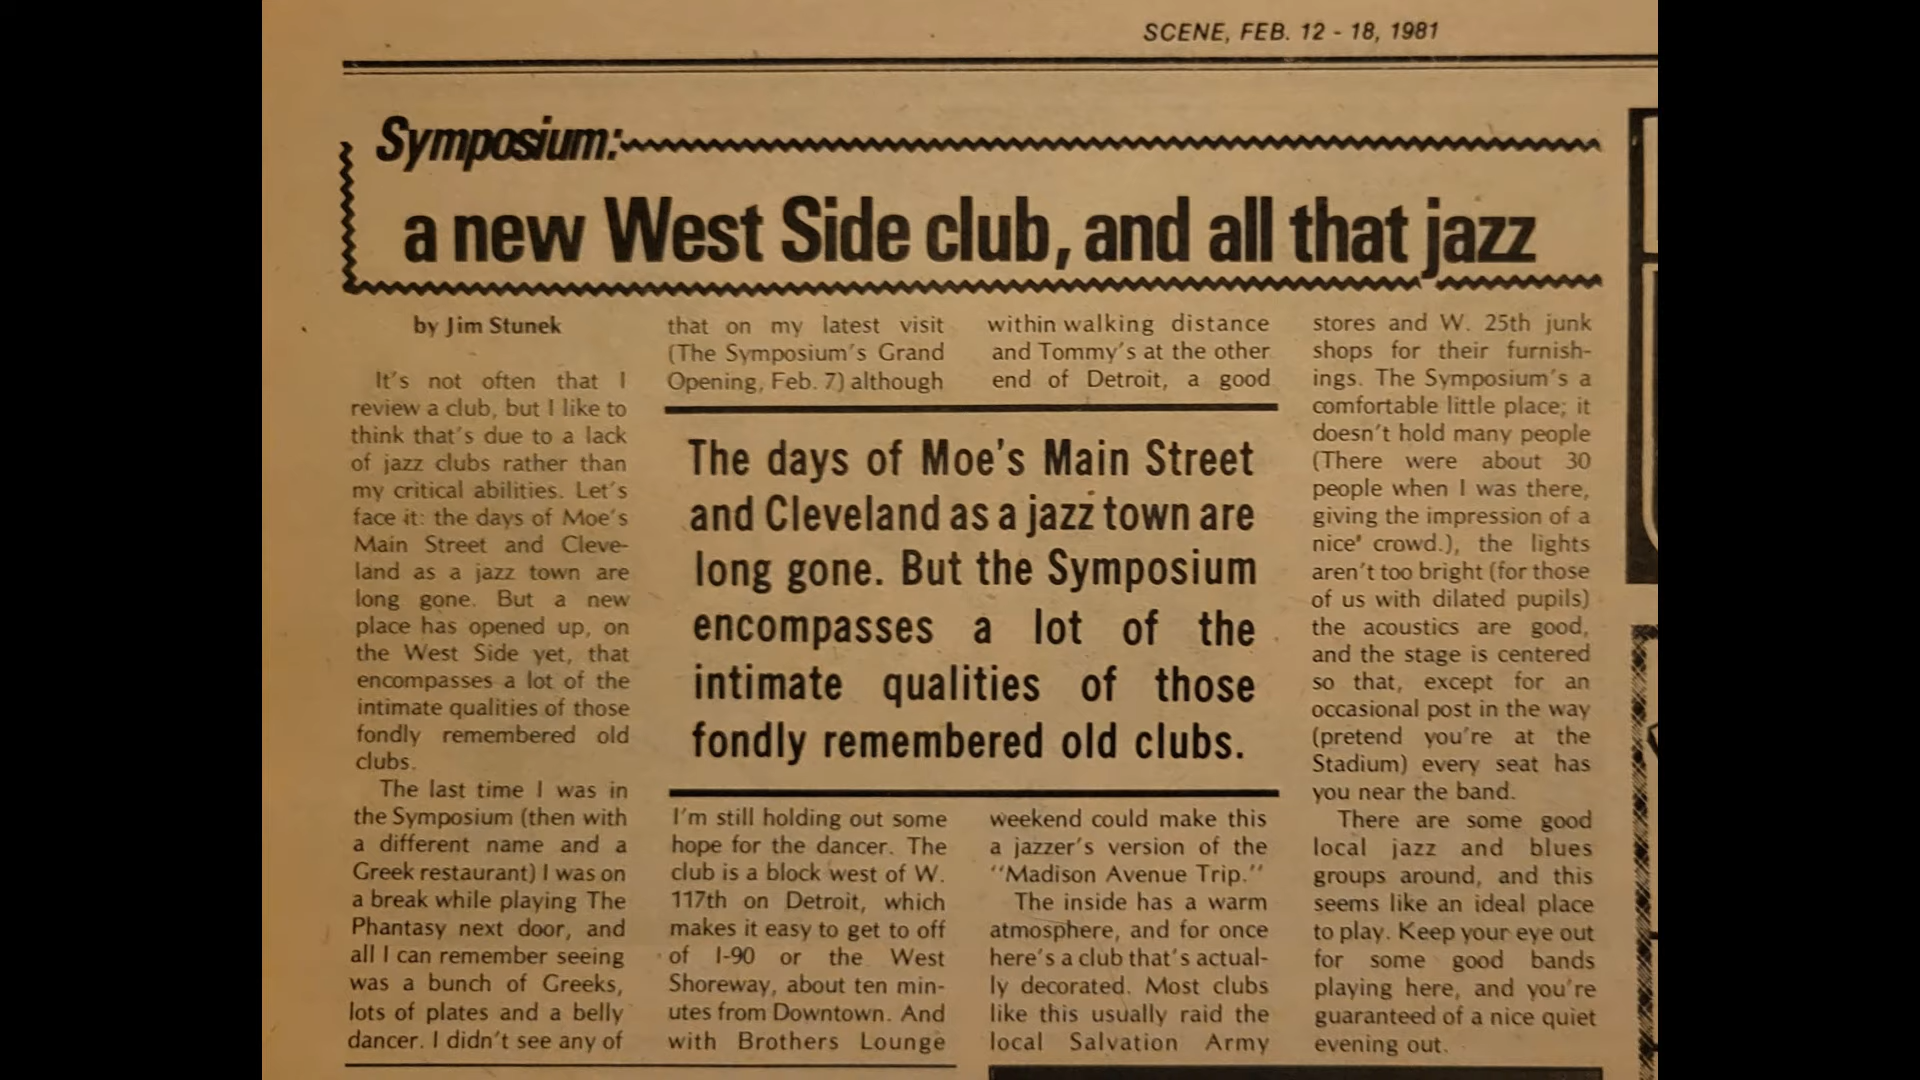 SCENE, FEB. 12 - 18, 1981
Symposium:
a new West Side club, and all that jazz
by Jim Stunek
It's not often that I
review a club, but I like to
think that's due to a lack
of jazz clubs rather than
my critical abilities. Let's
face it: the days of Moe's
Main Street and Cleve-
land as a jazz town are
long gone. But a new
place has opened up, on
the West Side yet, that
encompasses a lot of the
intimate qualities of those
fondly remembered old
clubs.
The last time I was in
the Symposium (then with
a different name and a
Greek restaurant) I was on
a break while playing The
Phantasy next door, and
all I can remember seeing
was a bunch of Greeks,
lots of plates and a belly
dancer. I didn't see any of
that on my latest visit
(The Symposium's Grand
Opening, Feb. 7) although
The days of Moe's Main Street
and Cleveland as a jazz town are
long gone. But the Symposium
encompasses a lot of the
intimate qualities of those
fondly remembered old clubs.
I'm still holding out some
hope for the dancer. The
club is a block west of W.
117th on Detroit, which
makes it easy to get to off
of I-90 or the West
Shoreway, about ten min-
utes from Downtown. And
with Brothers Lounge
within walking distance
and Tommy's at the other
end of Detroit, a good
weekend could make this
a jazzer's version of the
"Madison Avenue Trip."
The inside has a warm
atmosphere, and for once
here's a club that's actual-
ly decorated. Most clubs
like this usually raid the
local Salvation Army
stores and W. 25th junk
shops for their furnish-
ings. The Symposium's a
comfortable little place; it
doesn't hold many people
(There were about 30
people when I was there,
giving the impression of a
nice' crowd.), the lights
aren't too bright (for those
of us with dilated pupils)
the acoustics are good,
and the stage is centered
so that, except for an
occasional post in the way
(pretend you're at the
Stadium) every seat has
you near the band.
There are some good
local jazz and blues
groups around, and this
seems like an ideal place
to play. Keep your eye out
for some good bands
playing here, and you're
guaranteed of a nice quiet
evening out.